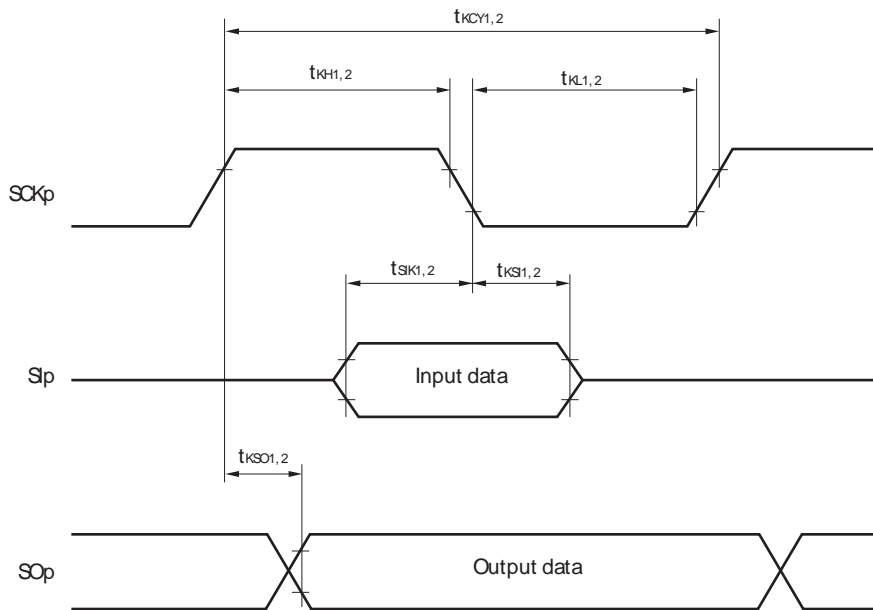 tKCY1, 2
tKH1, 2
tKL1, 2
SCKp
tSIK1, 2
tKSI1, 2
SIp
Input data
tKSO1, 2
SOp
Output data